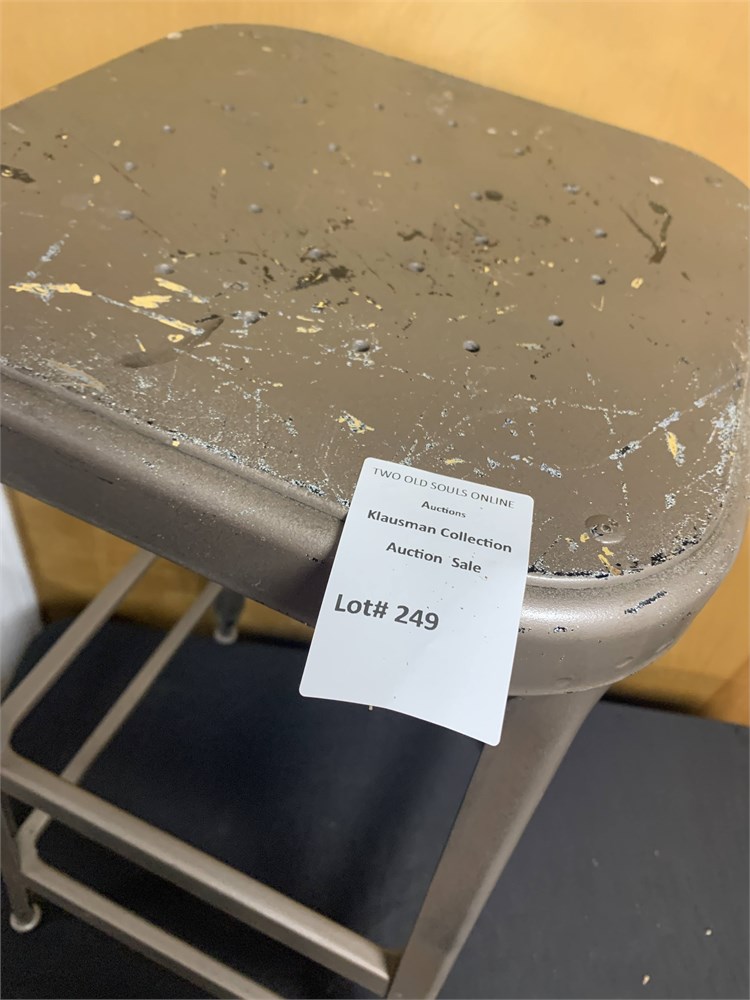 TWO OLD SOULS ONLINE
Auctions
Klausman Collection
Auction Sale
Lot# 249